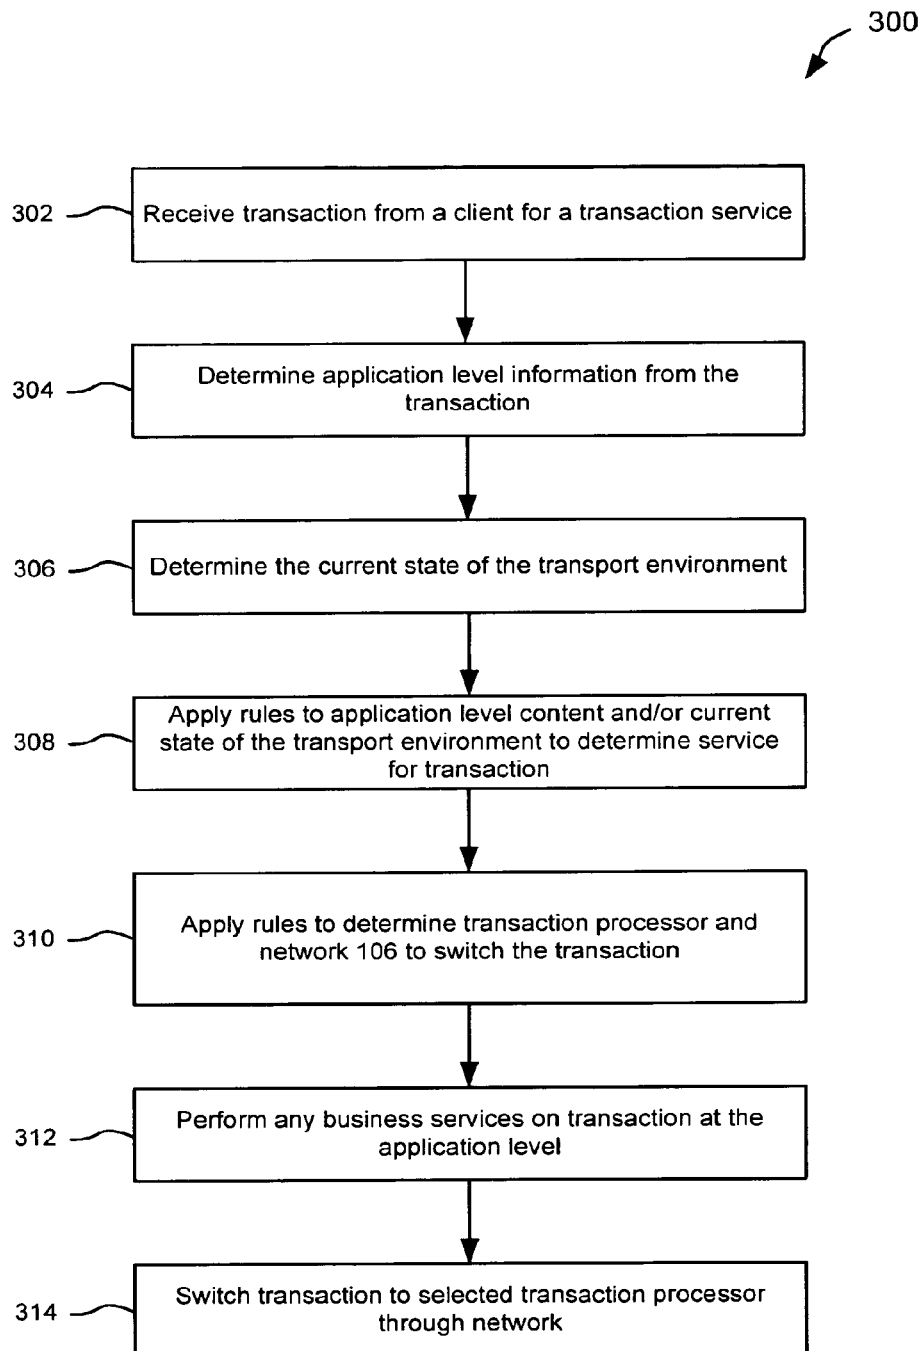 300
302
Receive transaction from a client for a transaction service
304
Determine application level information from the
transaction
306
Determine the current state of the transport environment
308
Apply rules to application level content and/or current
state of the transport environment to determine service
for transaction
310
Apply rules to determine transaction processor and
network 106 to switch the transaction
312
Perform any business services on transaction at the
application level
314
Switch transaction to selected transaction processor
through network